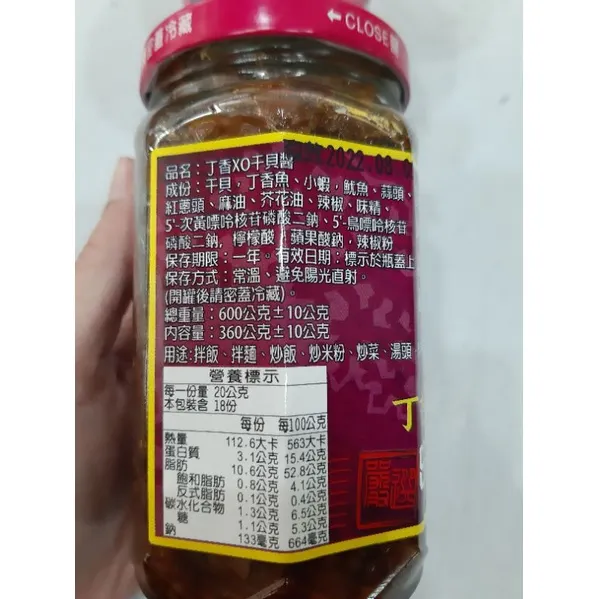 冷藏
←CLOSE關
2022.08
品名：丁香XO干貝醬
成份：干貝，丁香魚、小蝦，魷魚、蒜頭、
紅蔥頭、麻油、芥花油、辣椒、味精、
5'-次黃嘌呤核苷磷酸二鈉、5'-鳥嘌呤核苷
磷酸二鈉, 檸檬酸，蘋果酸鈉，辣椒粉
保存期限：一年。有效日期：標示於瓶蓋上
保存方式：常溫、避免陽光直射。
(開罐後請密蓋冷藏)。
總重量：600公克±10公克
內容量：360公克±10公克
用途:拌飯、拌麵、炒飯，炒米粉、炒菜、湯頭
營養標示
每一份量 20公克
本包裝含 18份
每份 每100公克
熱量 112.6大卡 563大卡
蛋白質 3.1公克 15.4公克
脂肪 10.6公克 52.8公克
飽和脂肪 0.8公克 4.1公克
反式脂肪 0.1公克 0.4公克
碳水化合物 1.3公克 6.5公克
糖 1.1公克 5.3公克
鈉 133毫克 664毫克
丁